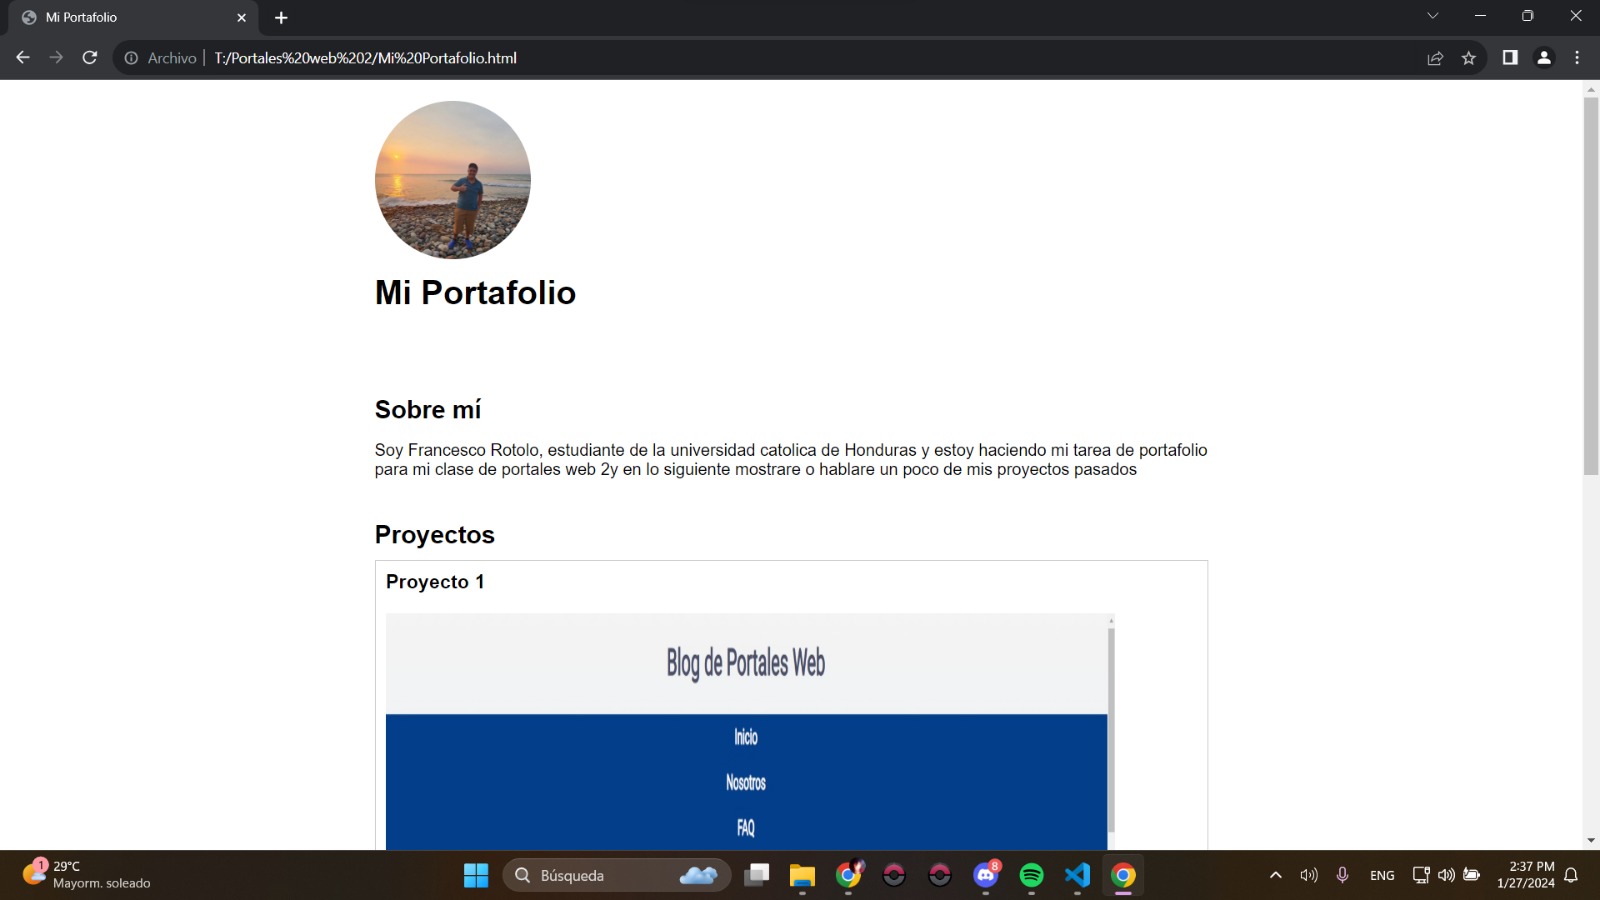 Mi Portafolio
Archivo | T:/Portales%20web%202/Mi%20Portafolio.html
Mi Portafolio
Sobre mí
Soy Francesco Rotolo, estudiante de la universidad catolica de Honduras y estoy haciendo mi tarea de portafolio
para mi clase de portales web 2y en lo siguiente mostrare o hablare un poco de mis proyectos pasados
Proyectos
Proyecto 1
Blog de Portales Web
Inicio
Nosotros
FAQ
1
29°C
Mayorm. soleado
Búsqueda
8
ENG
2:37 PM
1/27/2024